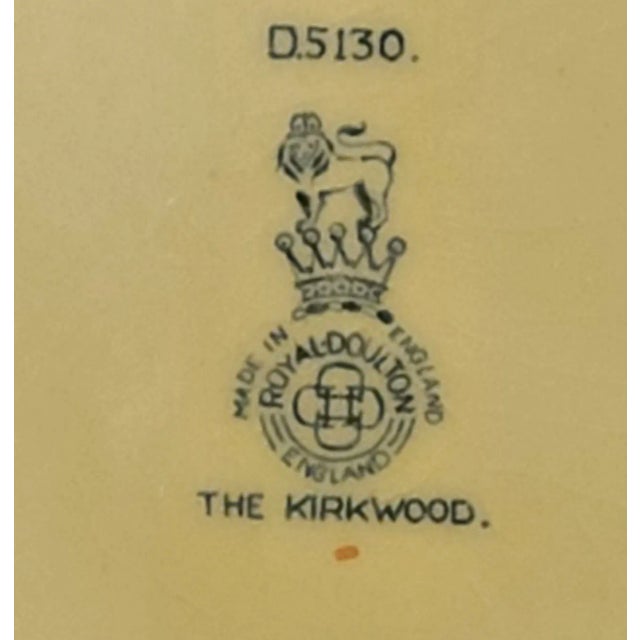 D.5130.
MADE IN ENGLAND
ROYAL·DOULTON
ENGLAND
THE KIRKWOOD.